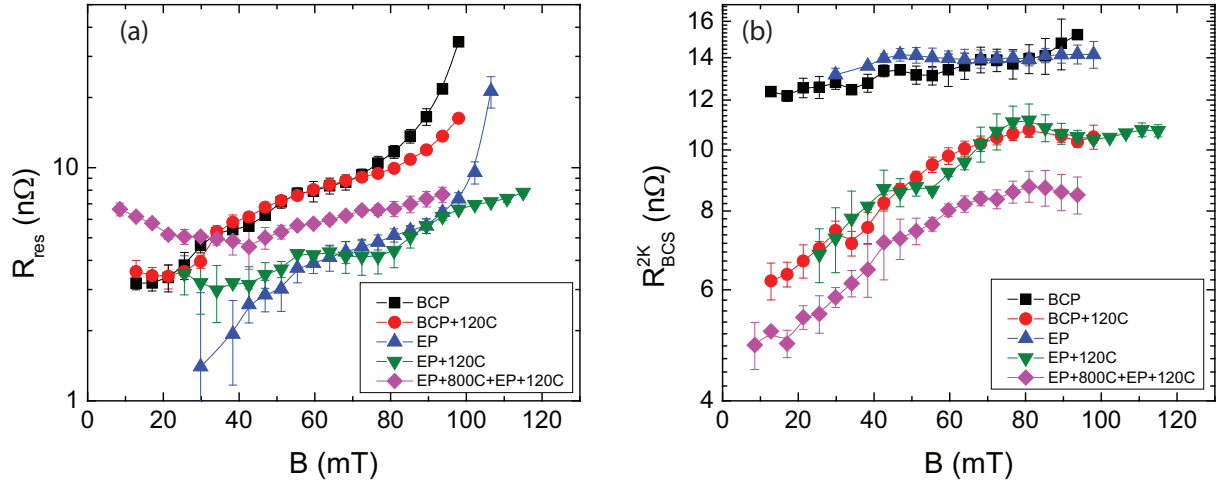 (a)
R_res (nΩ)
10
1
0 20 40 60 80 100 120
B (mT)
BCP
BCP+120C
EP
EP+120C
EP+800C+EP+120C
(b)
R_BCS^2K (nΩ)
16
14
12
10
8
6
4
0 20 40 60 80 100 120
B (mT)
BCP
BCP+120C
EP
EP+120C
EP+800C+EP+120C